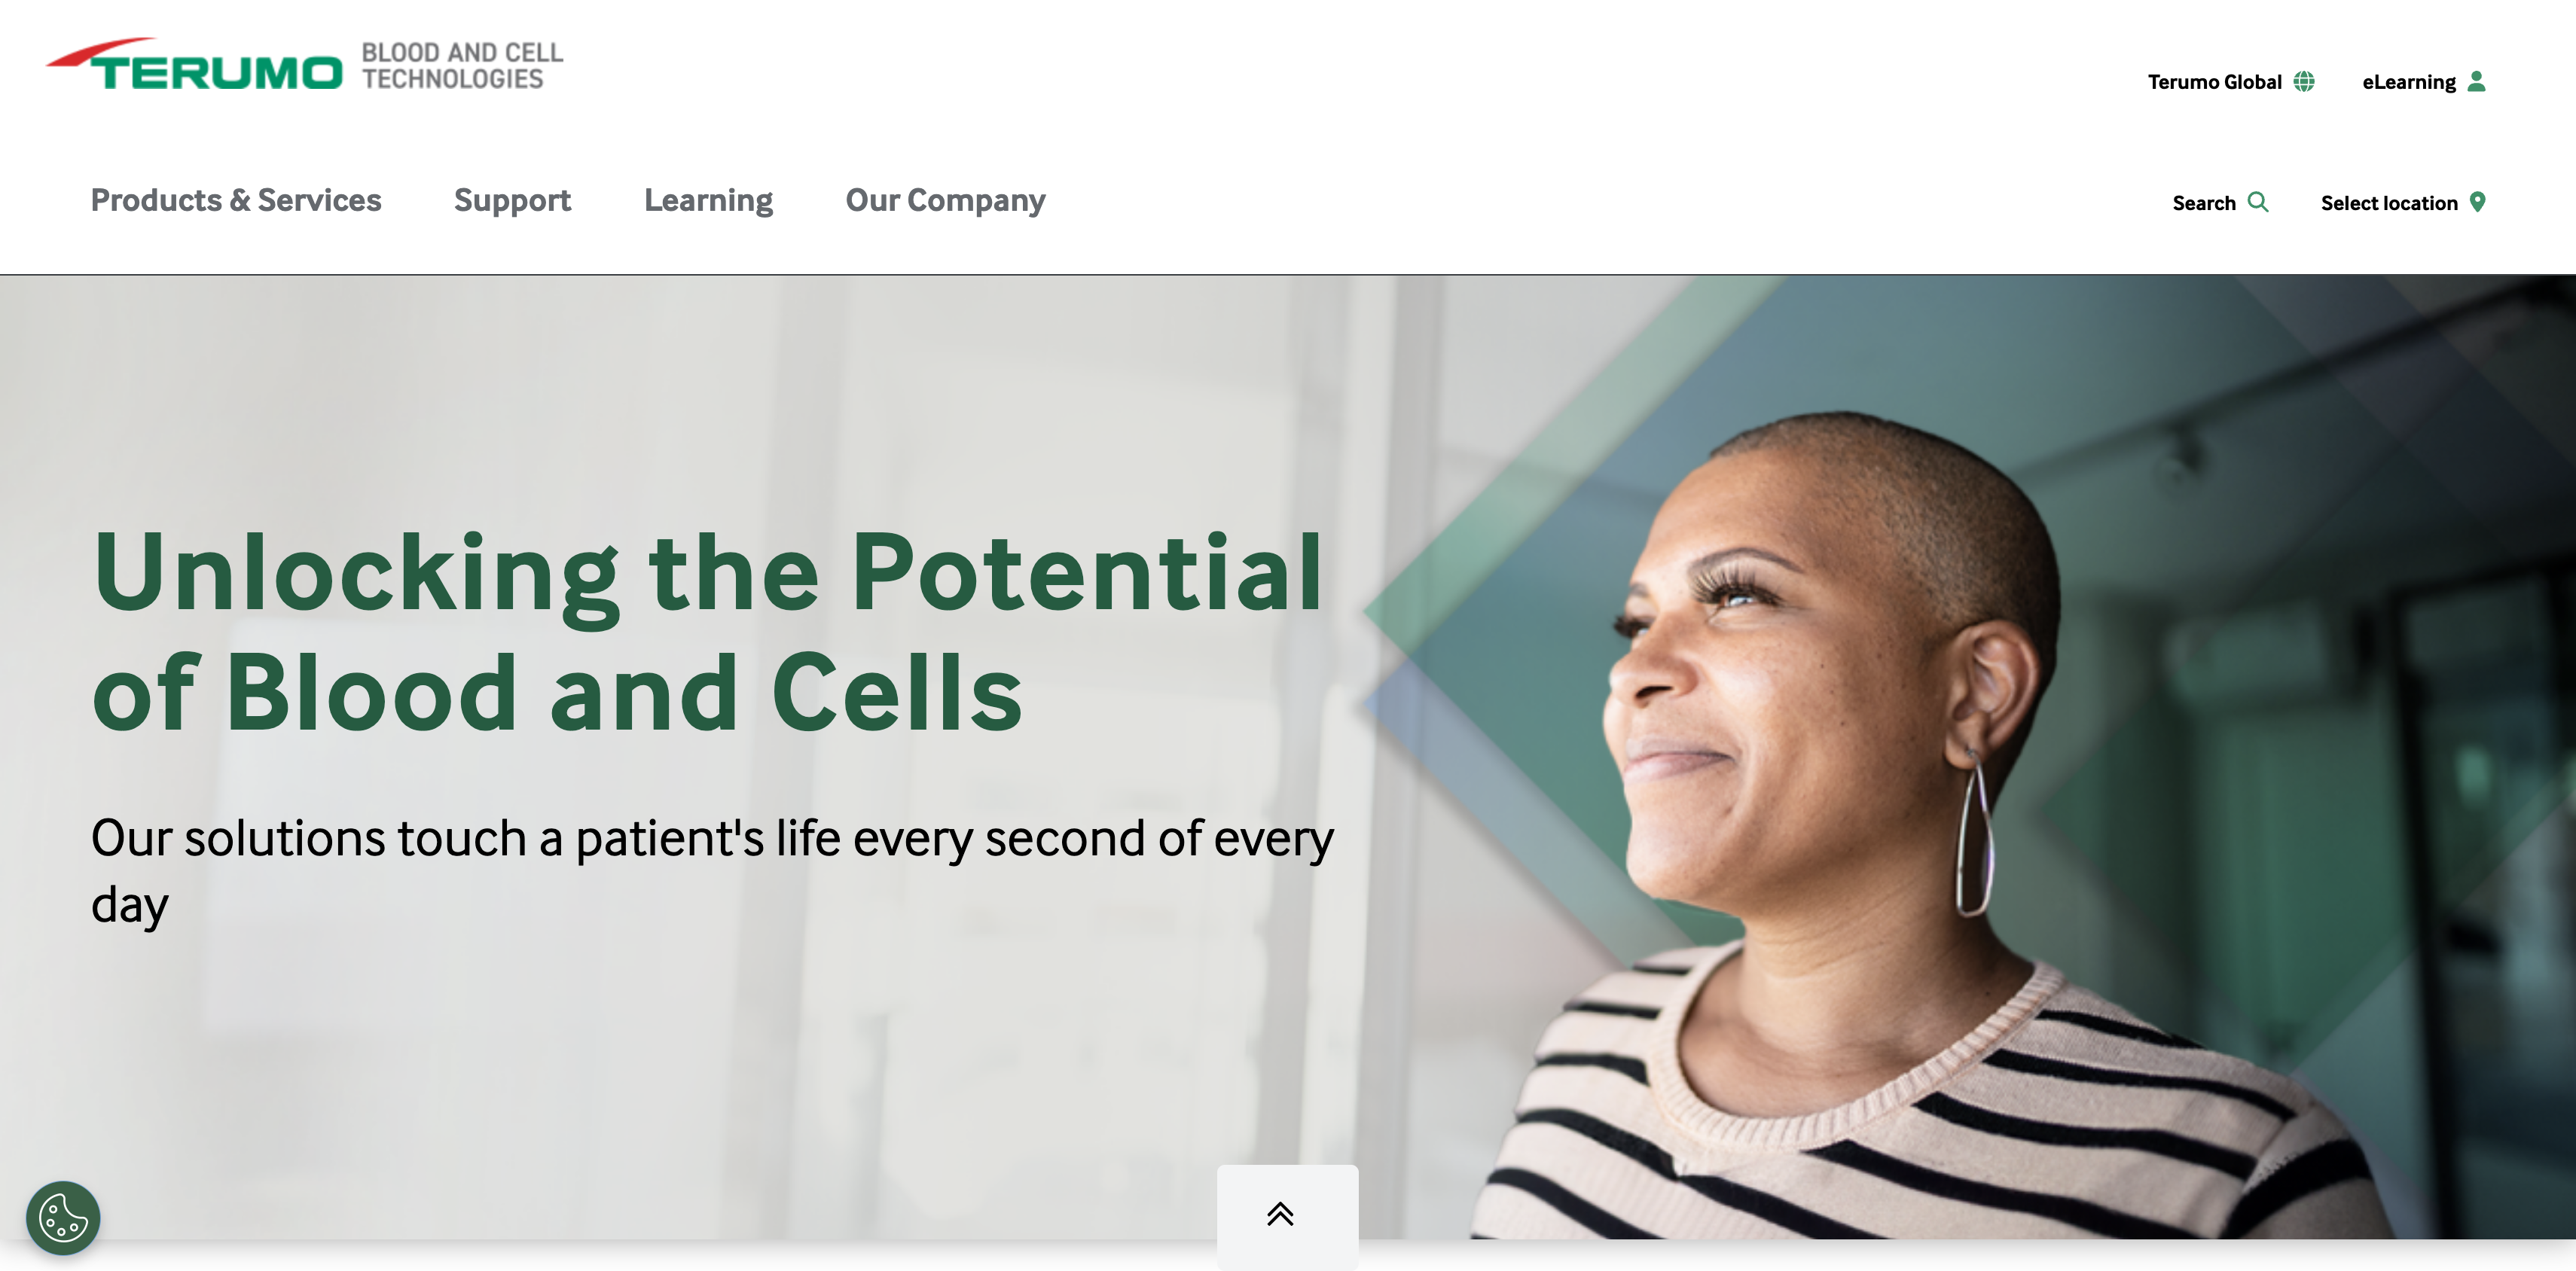 TERUMO BLOOD AND CELL
TECHNOLOGIES
Terumo Global eLearning
Products & Services Support Learning Our Company
Search Select location
Unlocking the Potential
of Blood and Cells
Our solutions touch a patient's life every second of every
day